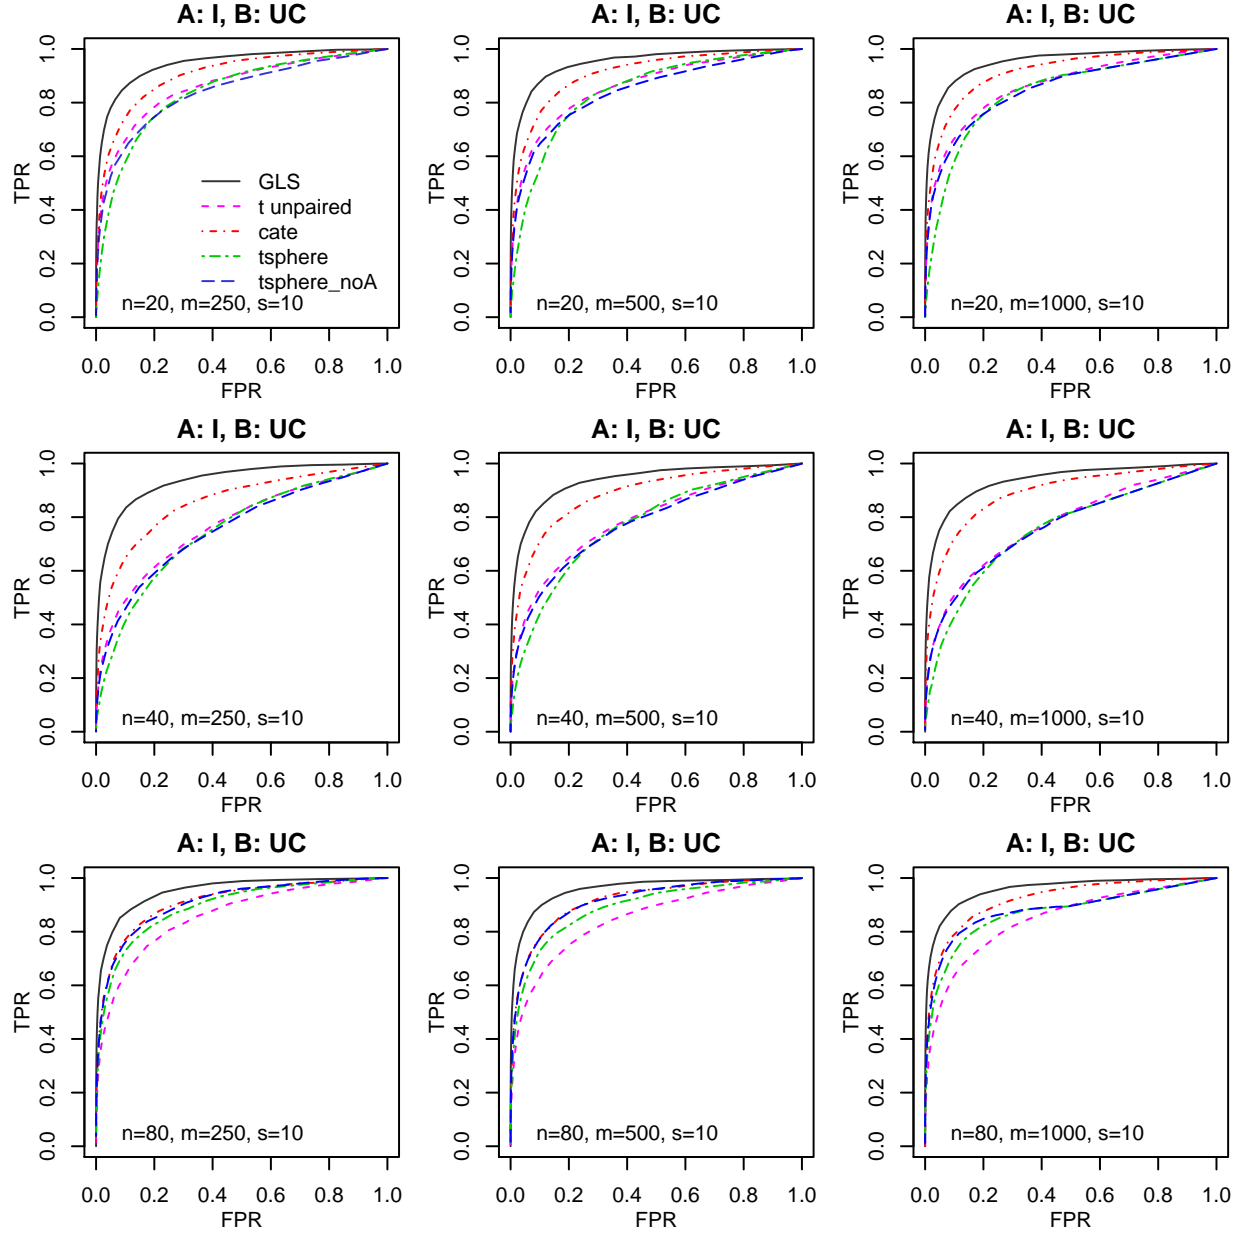 A: I, B: UC
A: I, B: UC
A: I, B: UC
TPR
0.0 0.2 0.4 0.6 0.8 1.0
GLS
t unpaired
cate
tsphere
tsphere_noA
n=20, m=250, s=10
0.0 0.2 0.4 0.6 0.8 1.0
FPR
TPR
0.0 0.2 0.4 0.6 0.8 1.0
n=20, m=500, s=10
0.0 0.2 0.4 0.6 0.8 1.0
FPR
TPR
0.0 0.2 0.4 0.6 0.8 1.0
n=20, m=1000, s=10
0.0 0.2 0.4 0.6 0.8 1.0
FPR
A: I, B: UC
A: I, B: UC
A: I, B: UC
TPR
0.0 0.2 0.4 0.6 0.8 1.0
n=40, m=250, s=10
0.0 0.2 0.4 0.6 0.8 1.0
FPR
TPR
0.0 0.2 0.4 0.6 0.8 1.0
n=40, m=500, s=10
0.0 0.2 0.4 0.6 0.8 1.0
FPR
TPR
0.0 0.2 0.4 0.6 0.8 1.0
n=40, m=1000, s=10
0.0 0.2 0.4 0.6 0.8 1.0
FPR
A: I, B: UC
A: I, B: UC
A: I, B: UC
TPR
0.0 0.2 0.4 0.6 0.8 1.0
n=80, m=250, s=10
0.0 0.2 0.4 0.6 0.8 1.0
FPR
TPR
0.0 0.2 0.4 0.6 0.8 1.0
n=80, m=500, s=10
0.0 0.2 0.4 0.6 0.8 1.0
FPR
TPR
0.0 0.2 0.4 0.6 0.8 1.0
n=80, m=1000, s=10
0.0 0.2 0.4 0.6 0.8 1.0
FPR